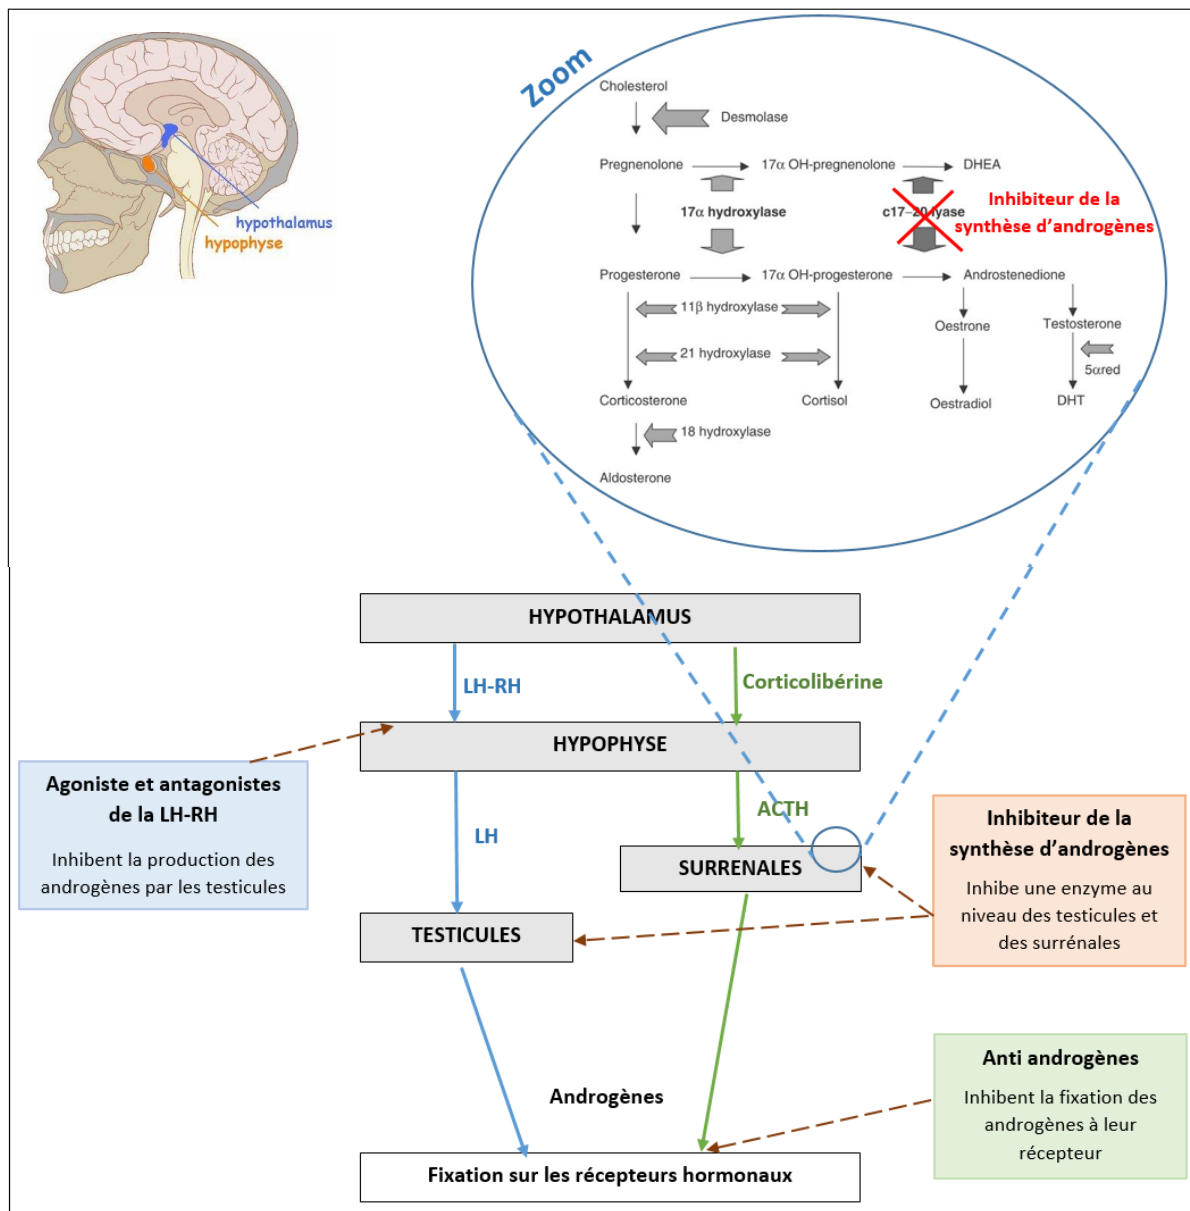 hypothalamus
hypophyse
Zoom
Cholesterol
Desmolase
Pregnenolone
17α OH-pregnenolone
DHEA
17α hydroxylase
c17–20 lyase
Inhibiteur de la
synthèse d’androgènes
Progesterone
17α OH-progesterone
Androstenedione
11β hydroxylase
Oestrone
Testosterone
21 hydroxylase
5αred
Corticosterone
Cortisol
Oestradiol
DHT
18 hydroxylase
Aldosterone
HYPOTHALAMUS
LH-RH
Corticolibérine
HYPOPHYSE
Agoniste et antagonistes
de la LH-RH
Inhibent la production des
androgènes par les testicules
LH
ACTH
SURRENALES
Inhibiteur de la
synthèse d’androgènes
Inhibe une enzyme au
niveau des testicules et
des surrénales
TESTICULES
Androgènes
Anti androgènes
Inhibent la fixation des
androgènes à leur
récepteur
Fixation sur les récepteurs hormonaux